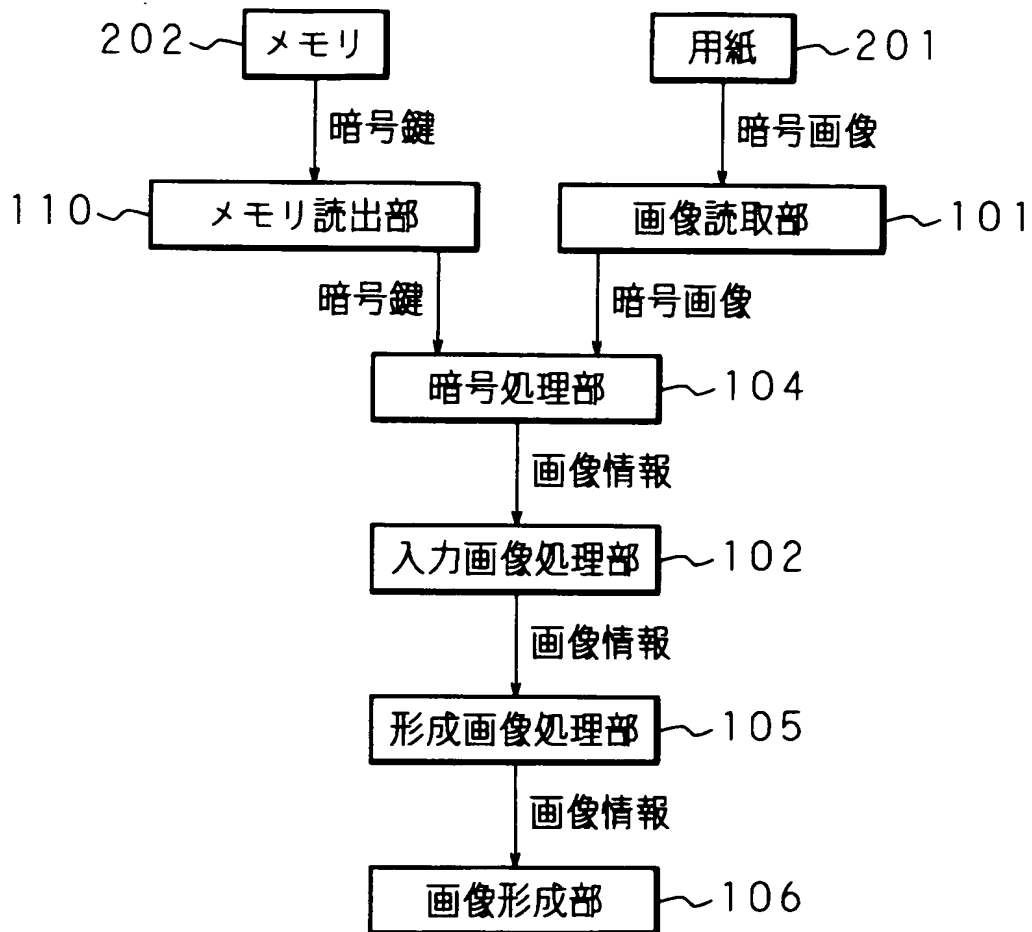 202 メモリ
用紙 201
暗号鍵
暗号画像
110 メモリ読出部
画像読取部 101
暗号鍵
暗号画像
暗号処理部 104
画像情報
入力画像処理部 102
画像情報
形成画像処理部 105
画像情報
画像形成部 106